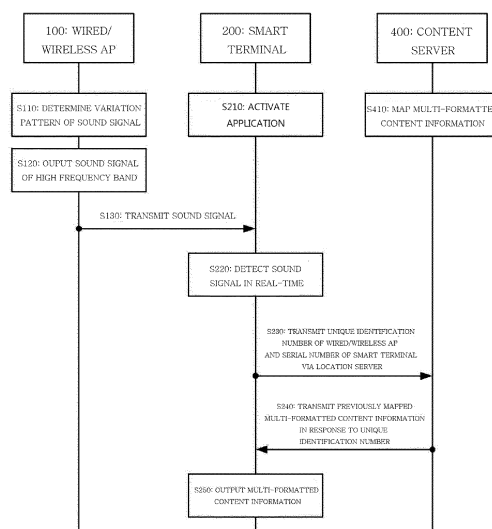 100: WIRED/
WIRELESS AP
200: SMART
TERMINAL
400: CONTENT
SERVER
S110: DETERMINE VARIATION
PATTERN OF SOUND SIGNAL
S210: ACTIVATE
APPLICATION
S410: MAP MULTI-FORMATTE
CONTENT INFORMATION
S120: OUPUT SOUND SIGNAL
OF HIGH FREQUENCY BAND
S130: TRANSMIT SOUND SIGNAL
S220: DETECT SOUND
SIGNAL IN REAL-TIME
S230: TRANSMIT UNIQUE IDENTIFICATION
NUMBER OF WIRED/WIRELESS AP
AND SERIAL NUMBER OF SMART TERMINAL
VIA LOCATION SERVER
S240: TRANSMIT PREVIOUSLY MAPPED
MULTI-FORMATTED CONTENT INFORMATION
IN RESPONSE TO UNIQUE
IDENTIFICATION NUMBER
S250: OUTPUT MULTI-FORMATTED
CONTENT INFORMATION